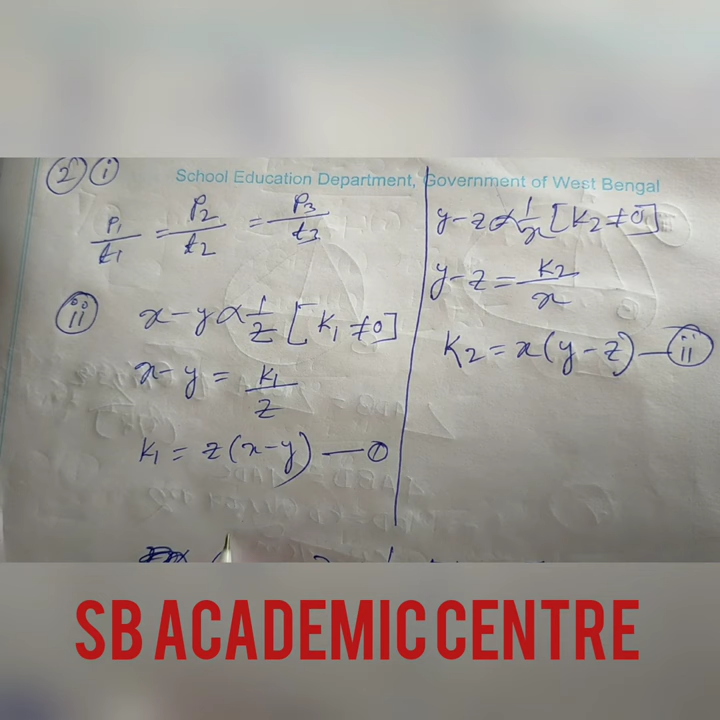 School Education Department, Government of West Bengal
② ⓘ
P₁/t₁ = P₂/t₂ = P₃/t₃
ⓘⓘ x-y ∝ 1/z [K₁ ≠ 0]
x-y = K₁/z
K₁ = z(x-y) — ⓘ
y-z ∝ 1/x [K₂ ≠ 0]
y-z = K₂/x
K₂ = x(y-z) — ⓘⓘ
SB ACADEMIC CENTRE